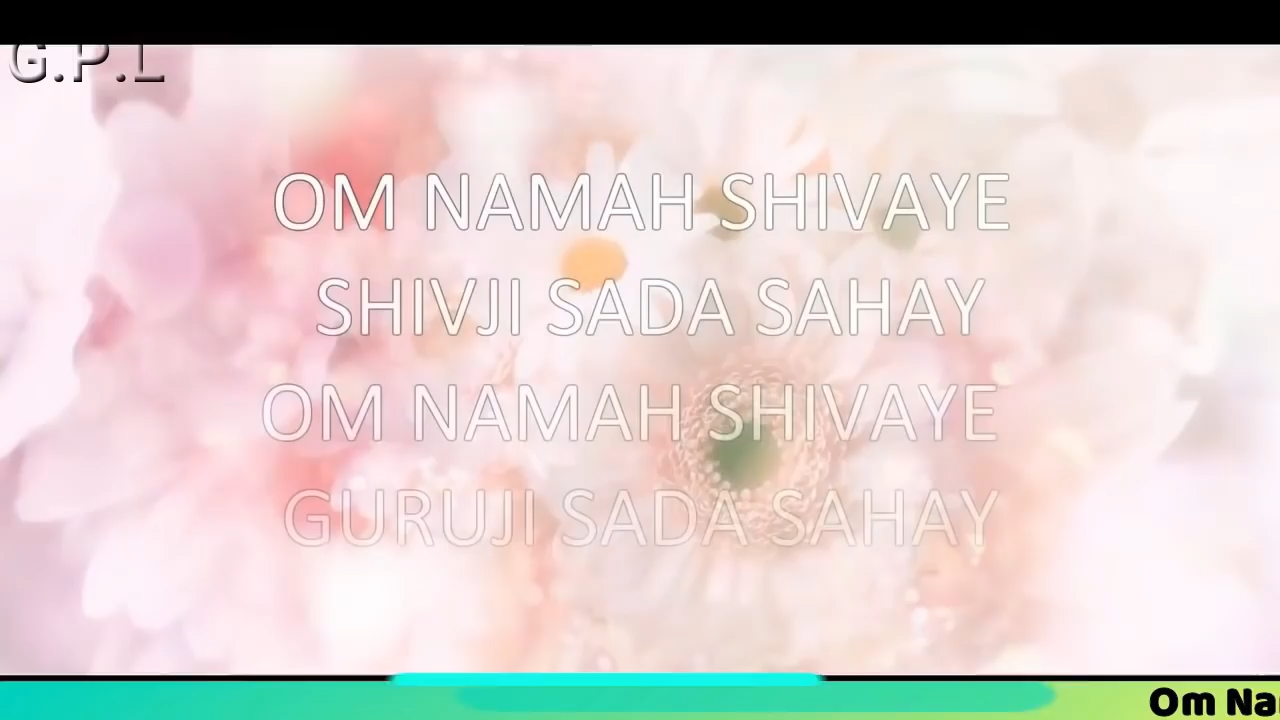 G.P.L
OM NAMAH SHIVAYE
SHIVJI SADA SAHAY
OM NAMAH SHIVAYE
GURUJI SADA SAHAY
Om Na